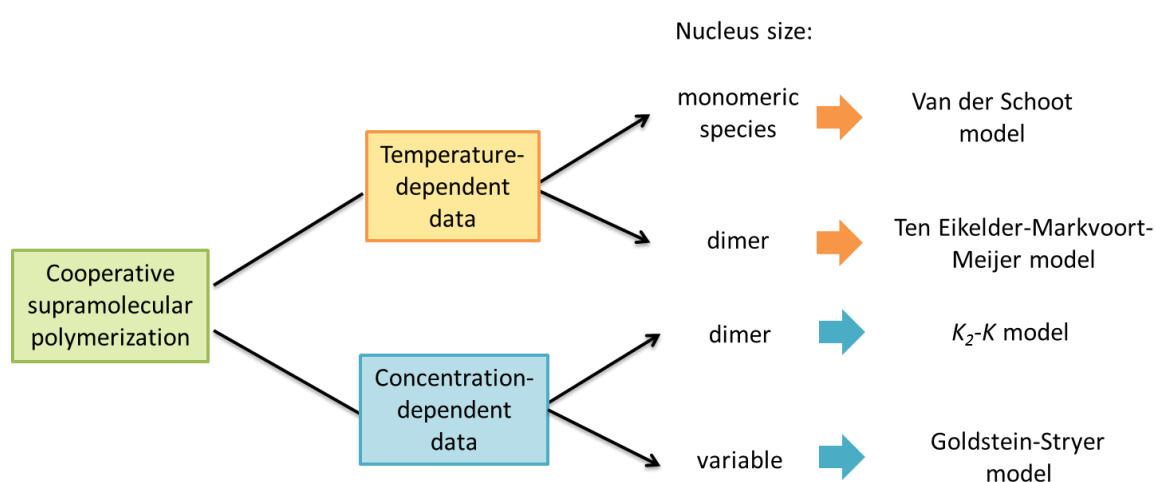 Nucleus size:
monomeric
species
Van der Schoot
model
Temperature-
dependent
data
dimer
Ten Eikelder-Markvoort-
Meijer model
Cooperative
supramolecular
polymerization
dimer
K₂-K model
Concentration-
dependent
data
variable
Goldstein-Stryer
model